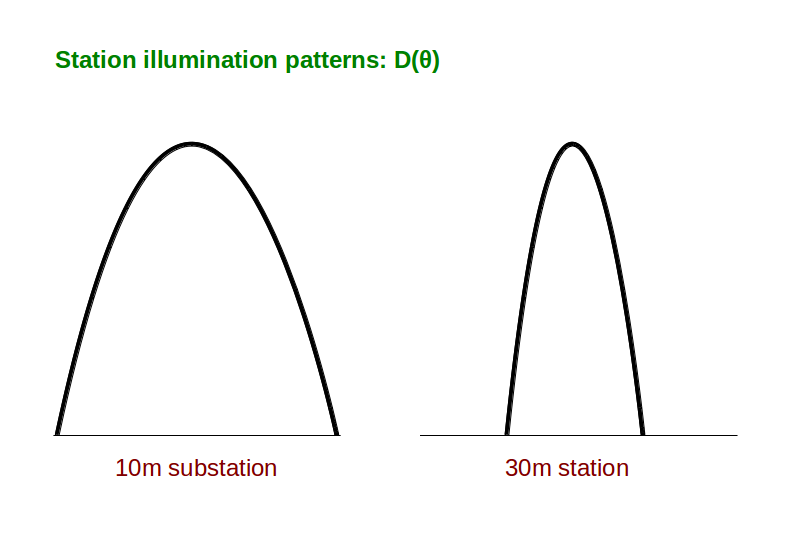 Station illumination patterns: D(θ)
10m substation
30m station